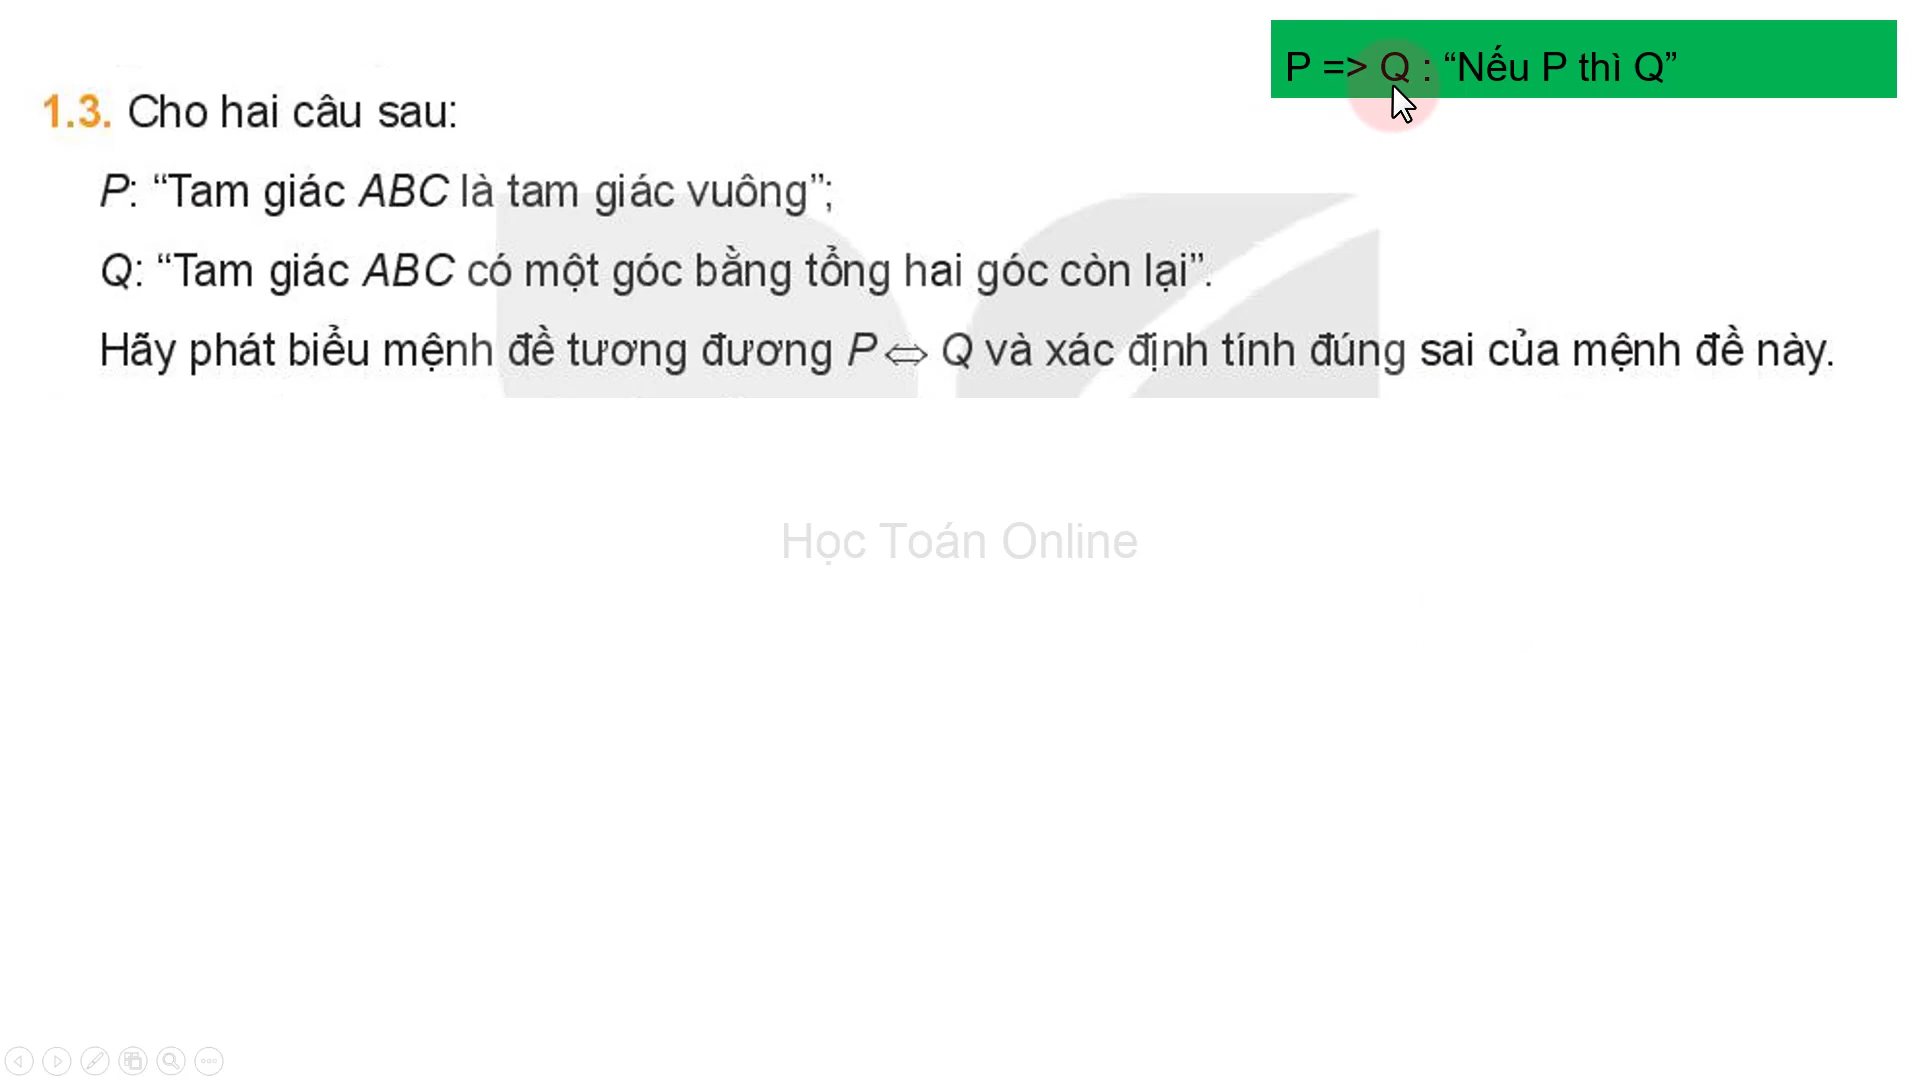 P => Q : “Nếu P thì Q”
1.3. Cho hai câu sau:
P: “Tam giác ABC là tam giác vuông”;
Q: “Tam giác ABC có một góc bằng tổng hai góc còn lại”.
Hãy phát biểu mệnh đề tương đương P ⇔ Q và xác định tính đúng sai của mệnh đề này.
Học Toán Online